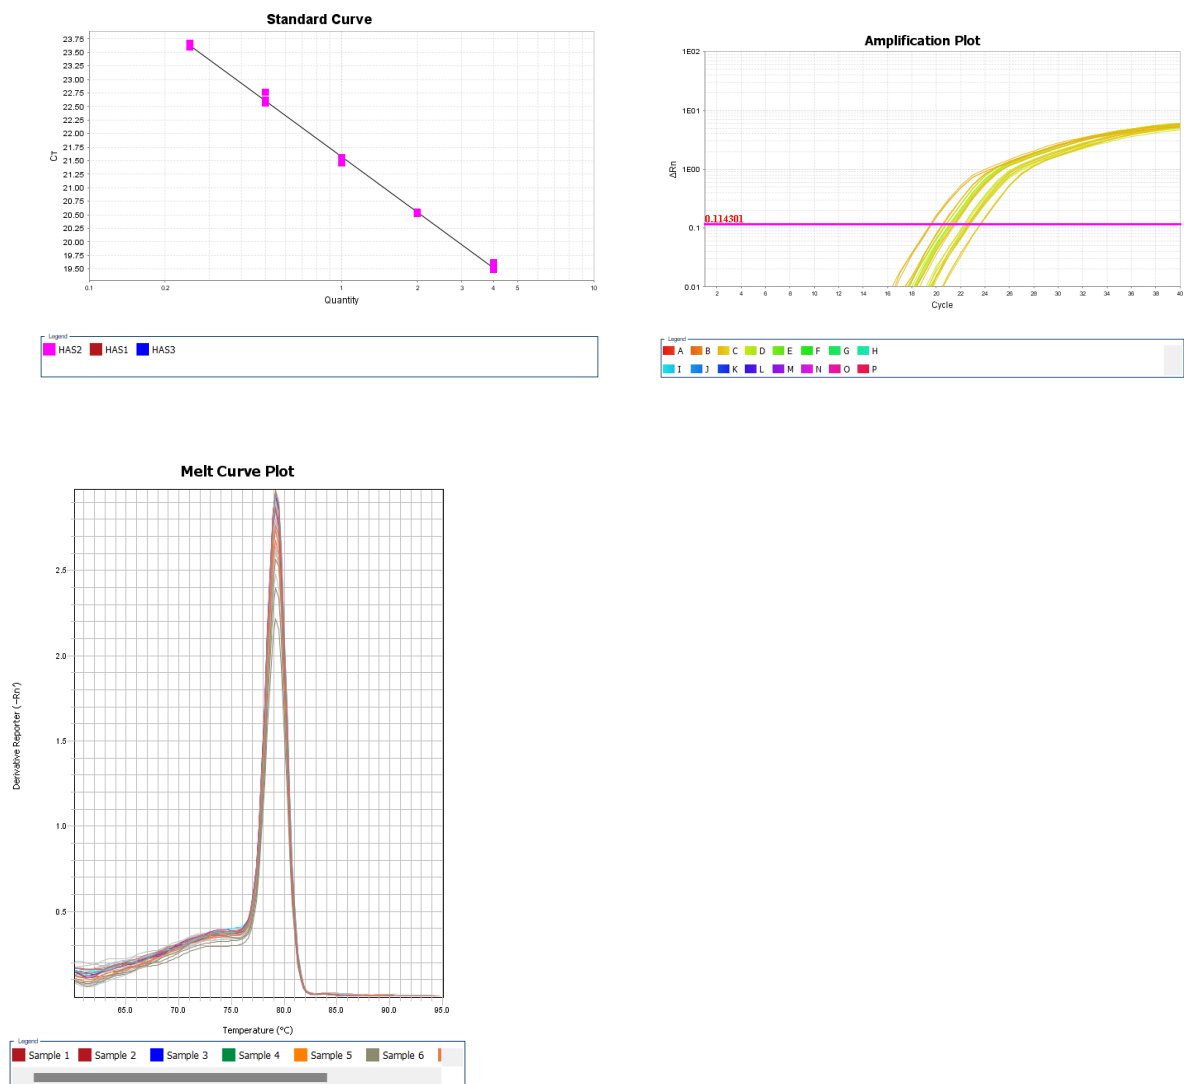 Standard Curve
23.75
23.50
23.25
23.00
22.75
22.50
22.25
22.00
21.75
21.50
21.25
21.00
20.75
20.50
20.25
20.00
19.75
19.50
CT
0.1 0.2 1 2 3 4 5 10
Quantity
Legend
HAS2 HAS1 HAS3
Amplification Plot
1E02
1E01
1E00
0.1
0.01
ΔRn
0.114301
2 4 6 8 10 12 14 16 18 20 22 24 26 28 30 32 34 36 38 40
Cycle
Legend
A B C D E F G H
I J K L M N O P
Melt Curve Plot
2.5
2.0
1.5
1.0
0.5
Derivative Reporter (-Rn')
65.0 70.0 75.0 80.0 85.0 90.0 95.0
Temperature (°C)
Legend
Sample 1 Sample 2 Sample 3 Sample 4 Sample 5 Sample 6